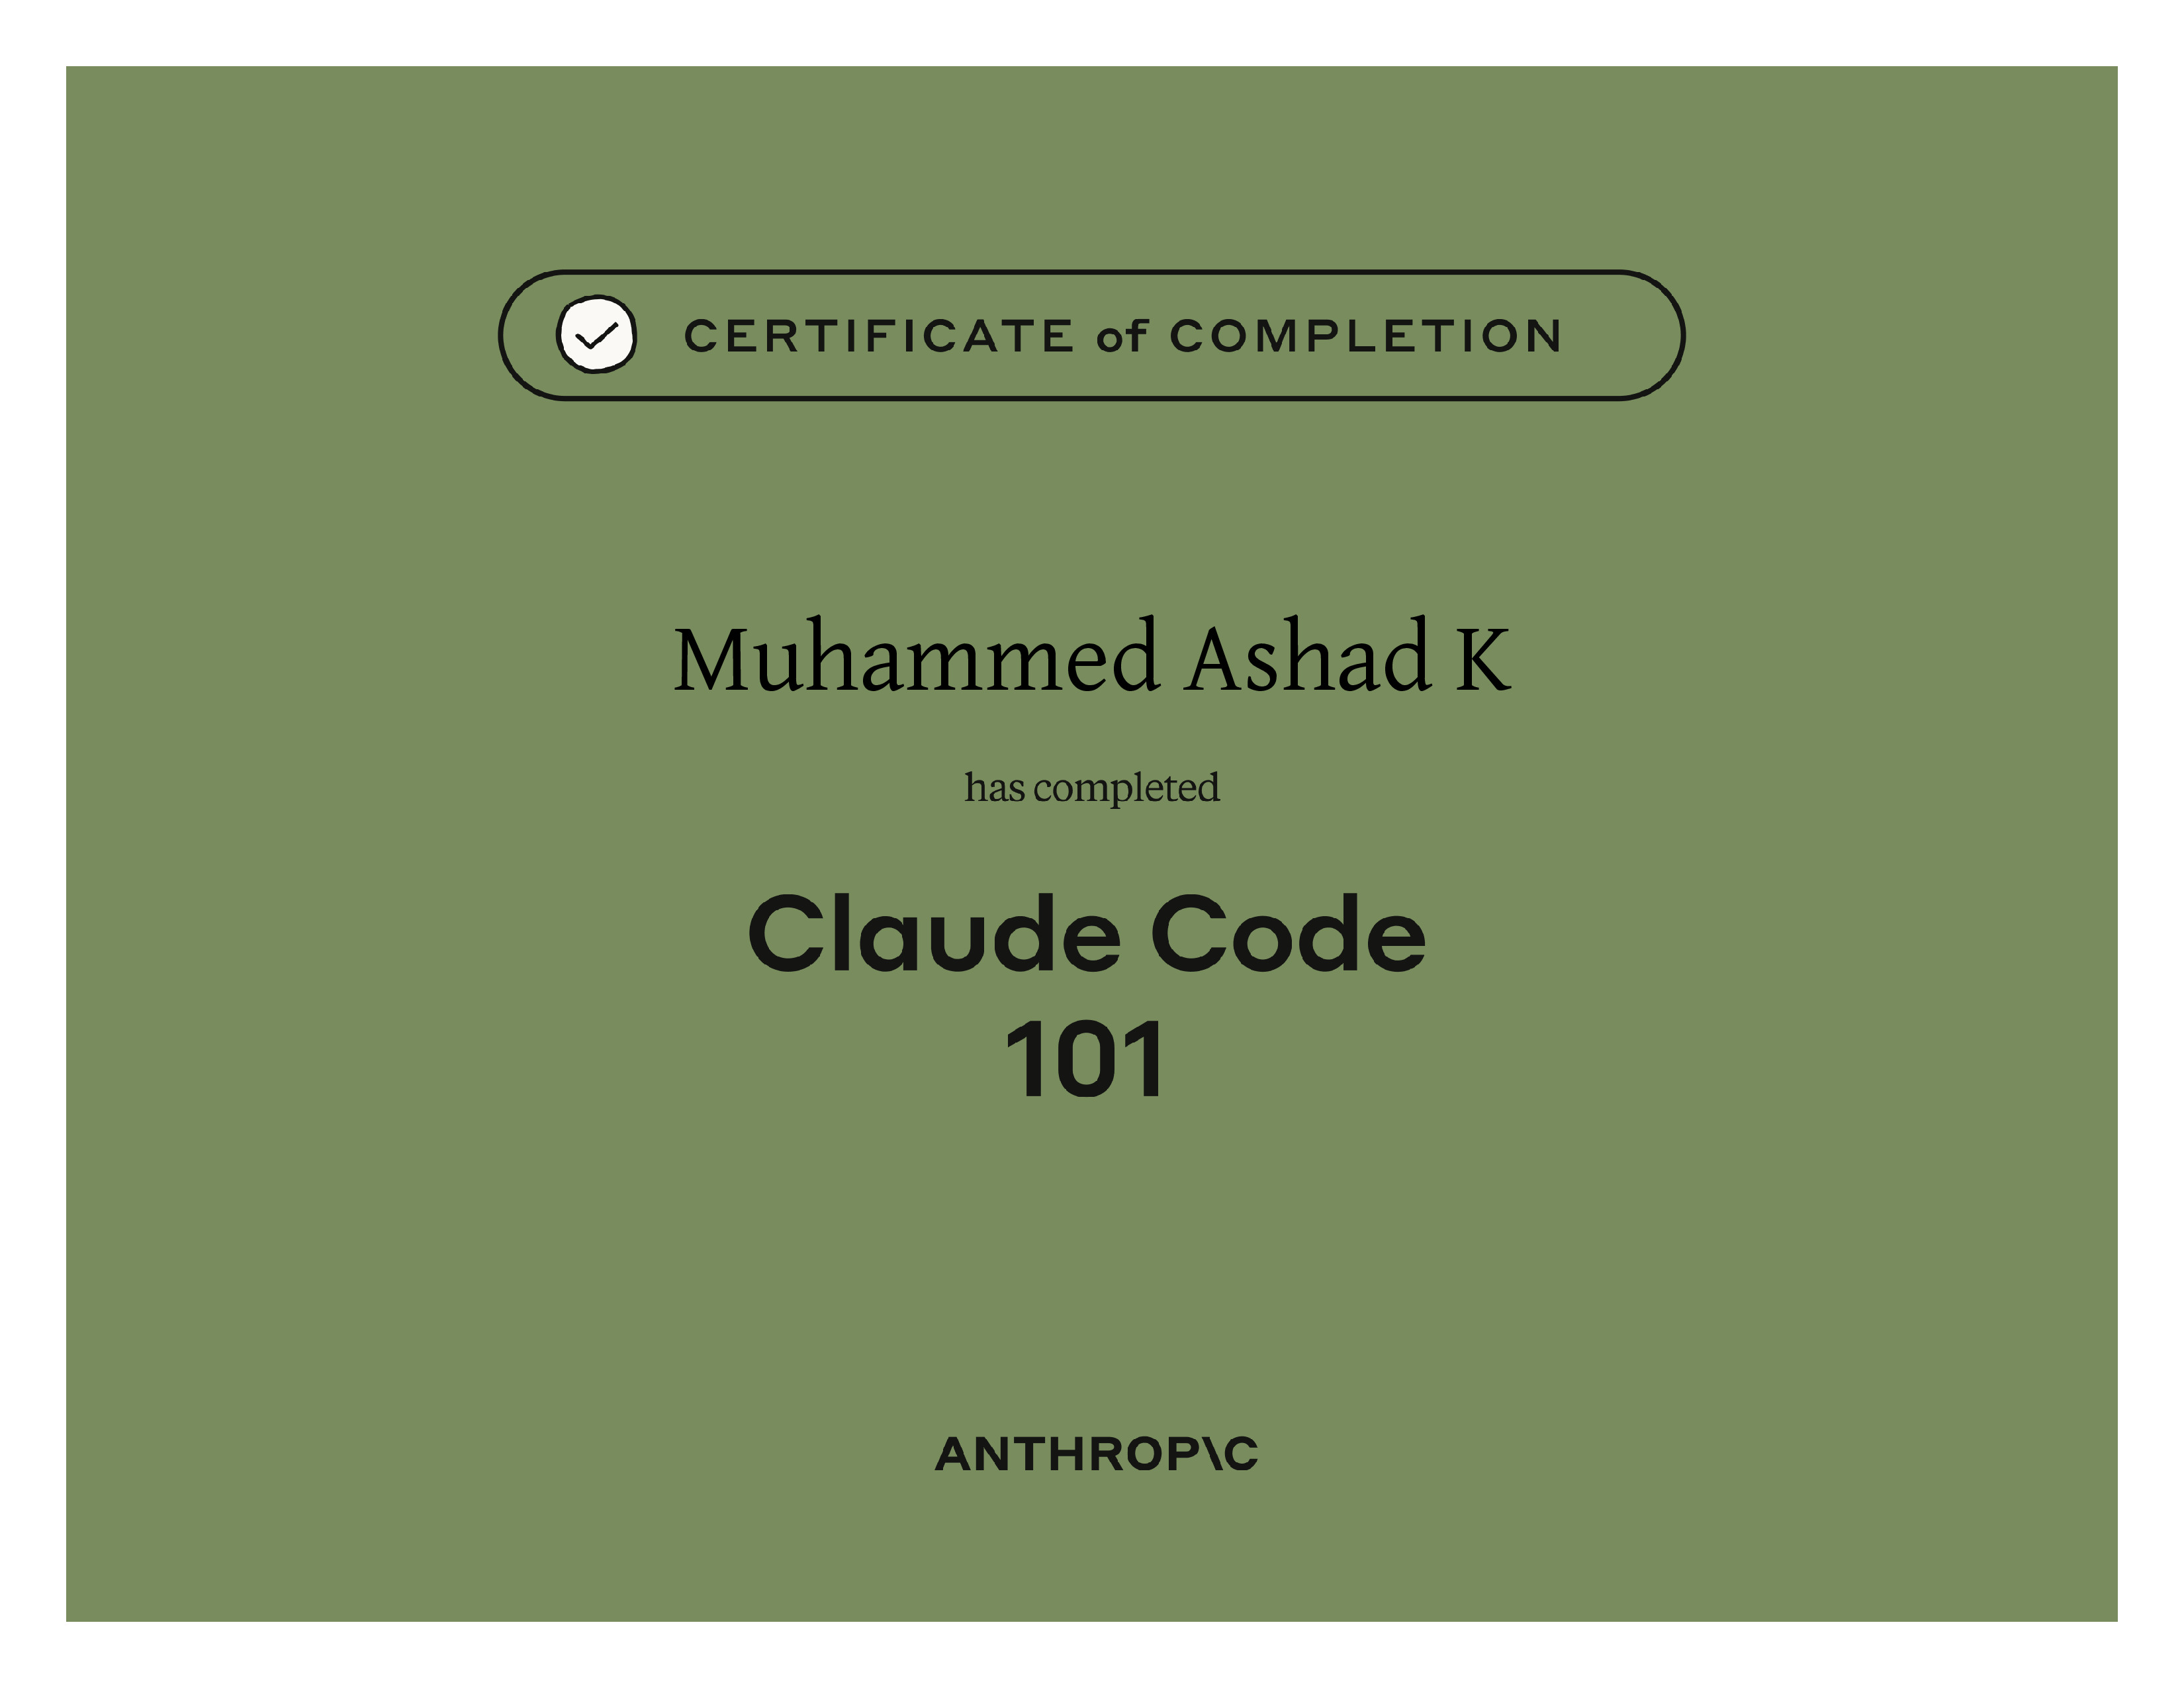 CERTIFICATE of COMPLETION
Muhammed Ashad K
has completed
Claude Code
101
ANTHROP\C